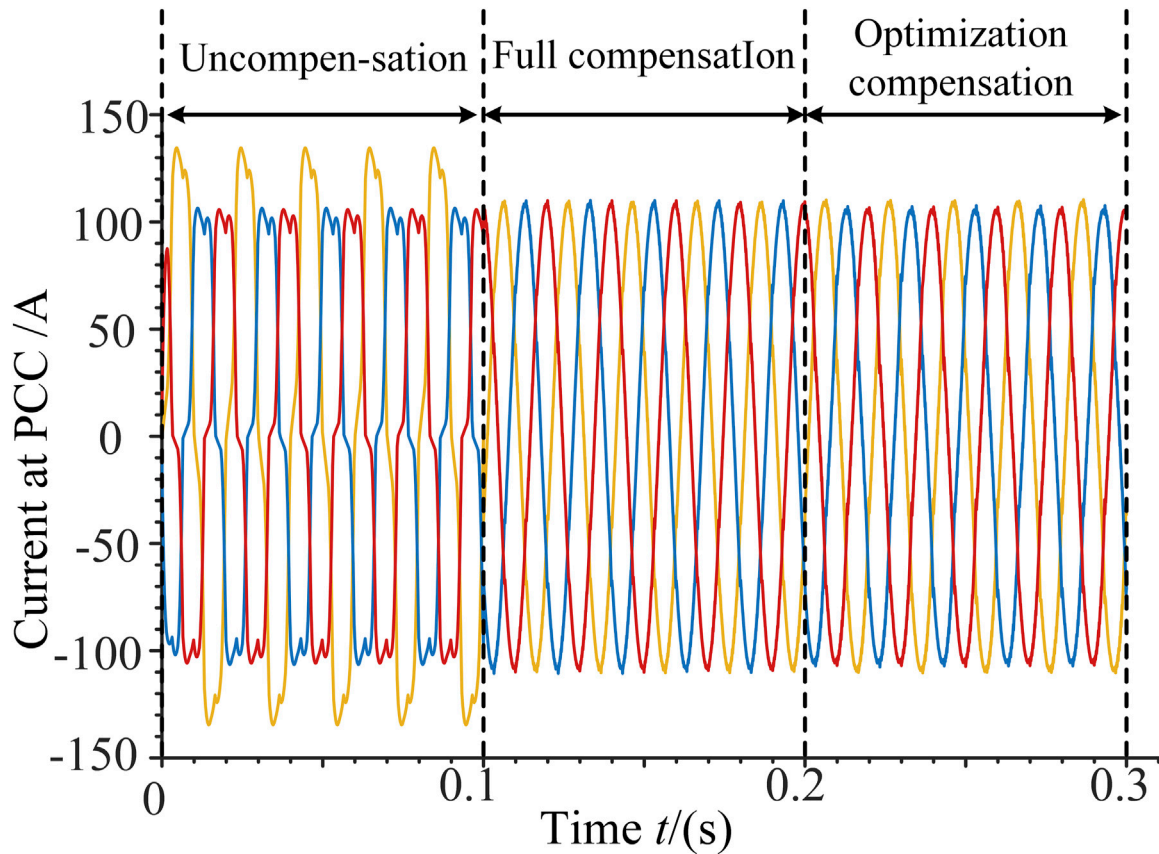 Uncompen-sation
Full compensatIon
Optimization
compensation
150
100
50
0
-50
-100
-150
Current at PCC /A
0
0.1
0.2
0.3
Time t/(s)